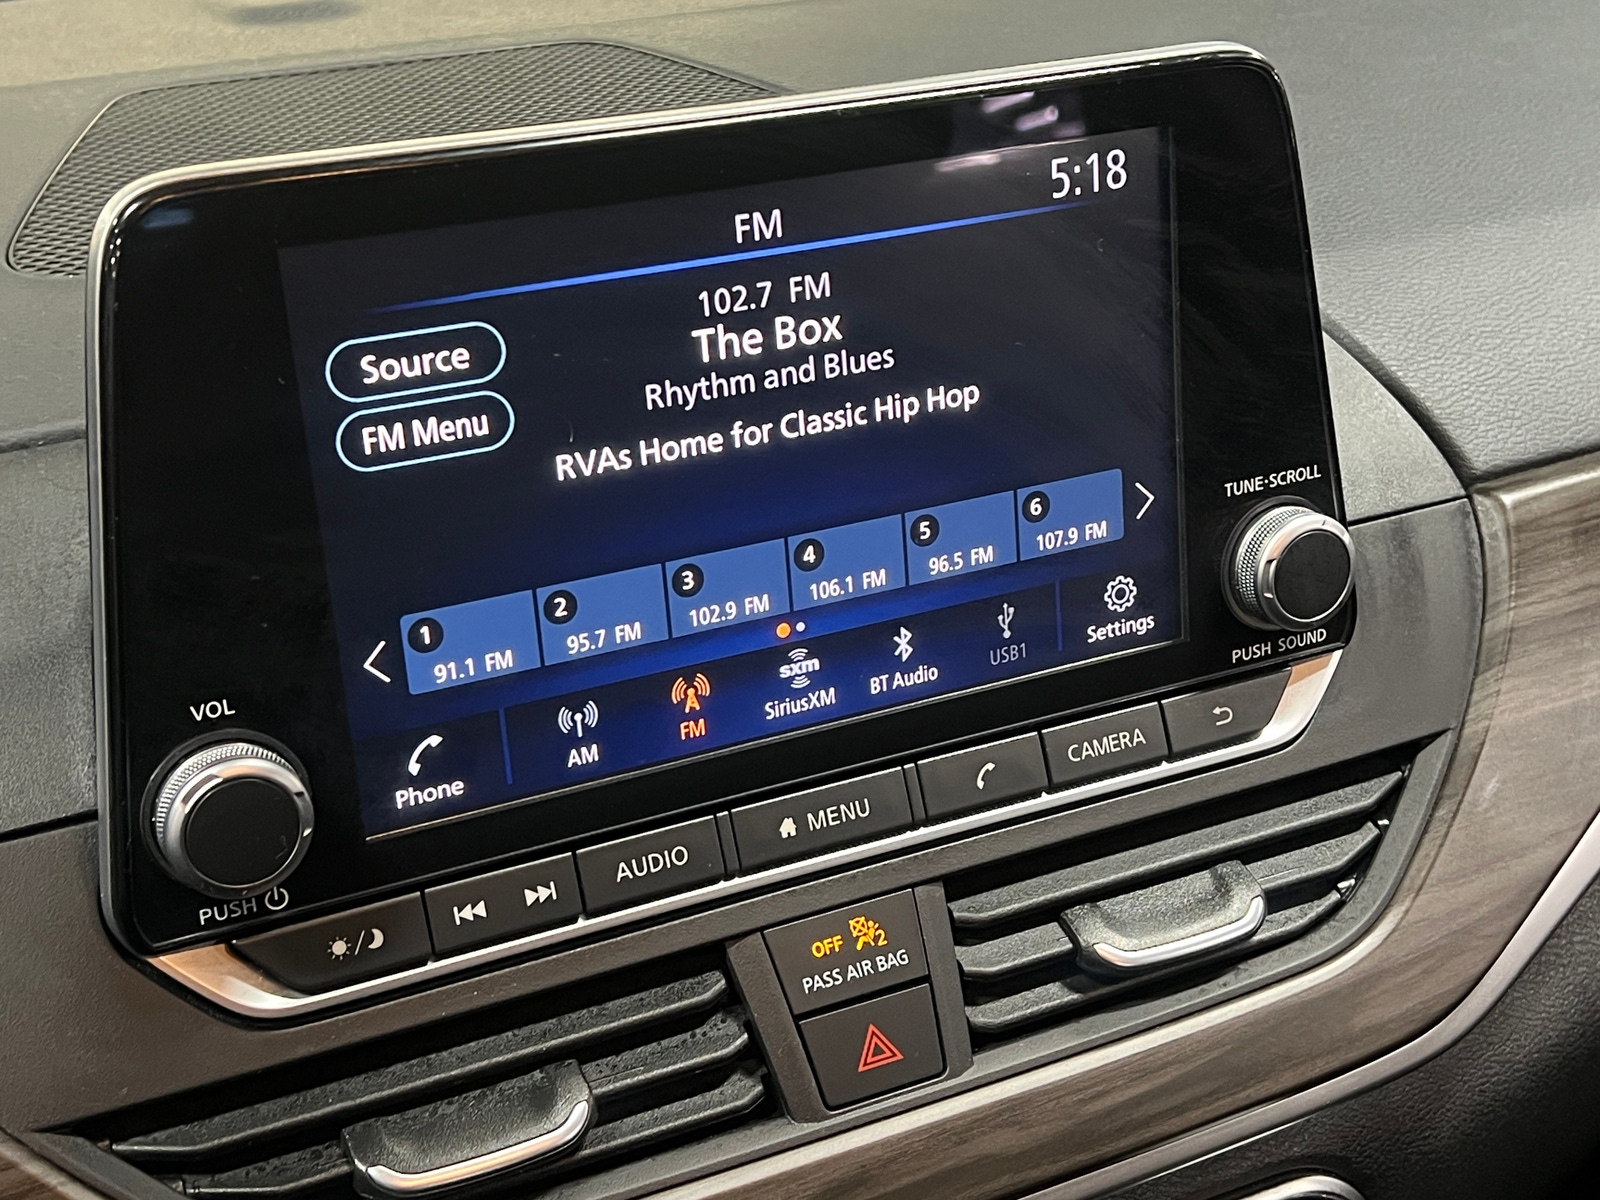 5:18
FM
102.7 FM
The Box
Rhythm and Blues
RVAs Home for Classic Hip Hop
Source
FM Menu
1 91.1 FM
2 95.7 FM
3 102.9 FM
4 106.1 FM
5 96.5 FM
6 107.9 FM
Phone
AM
FM
sxm
SiriusXM
BT Audio
USB1
Settings
VOL
PUSH
TUNE·SCROLL
PUSH SOUND
AUDIO
MENU
CAMERA
OFF 2
PASS AIR BAG